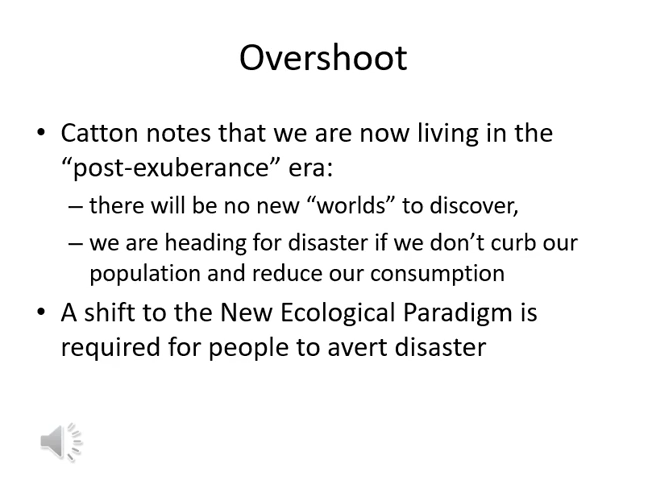 Overshoot
• Catton notes that we are now living in the
“post-exuberance” era:
– there will be no new “worlds” to discover,
– we are heading for disaster if we don’t curb our
population and reduce our consumption
• A shift to the New Ecological Paradigm is
required for people to avert disaster